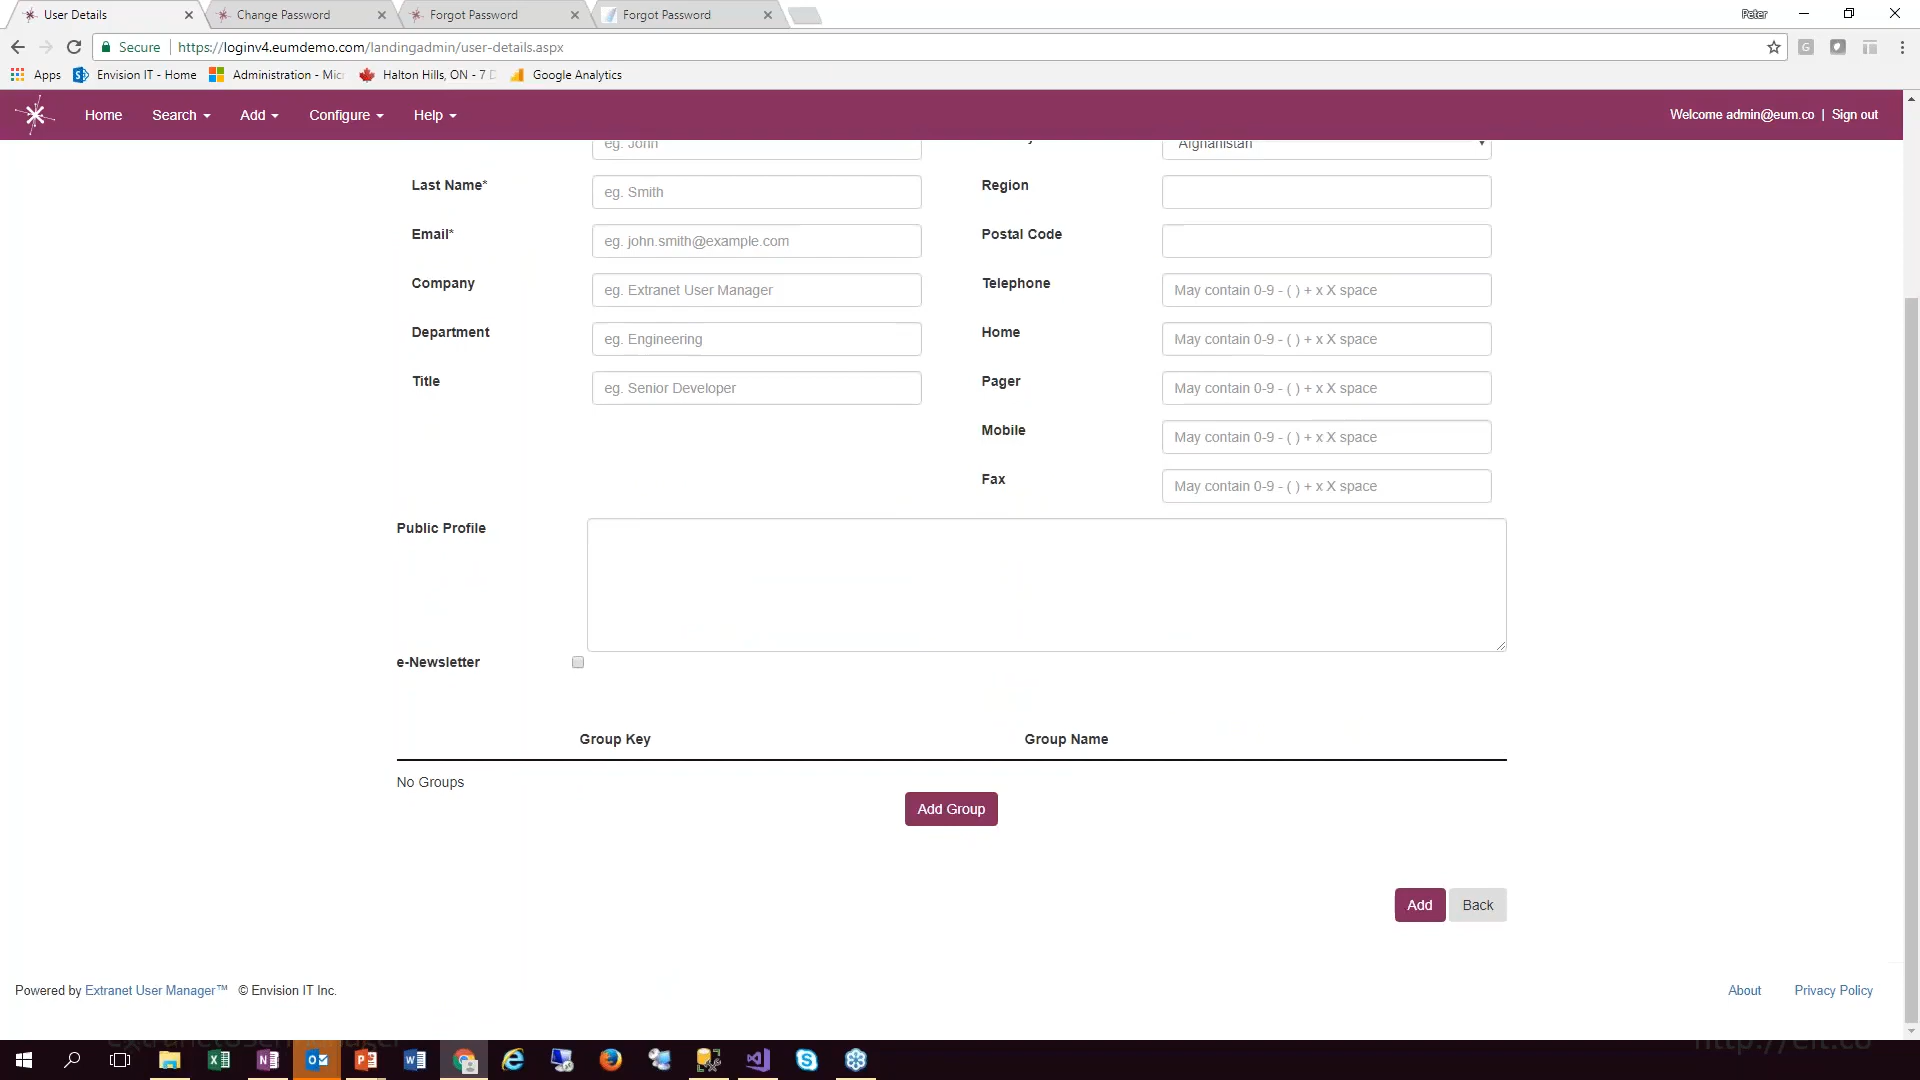 User Details
Change Password
Forgot Password
Forgot Password
Peter
Secure
https://loginv4.eumdemo.com/landingadmin/user-details.aspx
Apps
Envision IT - Home
Administration - Micr
Halton Hills, ON - 7 D
Google Analytics
Home
Search
Add
Configure
Help
Welcome admin@eum.co | Sign out
eg. John
Afghanistan
Last Name*
eg. Smith
Region
Email*
eg. john.smith@example.com
Postal Code
Company
eg. Extranet User Manager
Telephone
May contain 0-9 - ( ) + x X space
Department
eg. Engineering
Home
May contain 0-9 - ( ) + x X space
Title
eg. Senior Developer
Pager
May contain 0-9 - ( ) + x X space
Mobile
May contain 0-9 - ( ) + x X space
Fax
May contain 0-9 - ( ) + x X space
Public Profile
e-Newsletter
Group Key
Group Name
No Groups
Add Group
Add
Back
Powered by Extranet User Manager™ © Envision IT Inc.
About
Privacy Policy